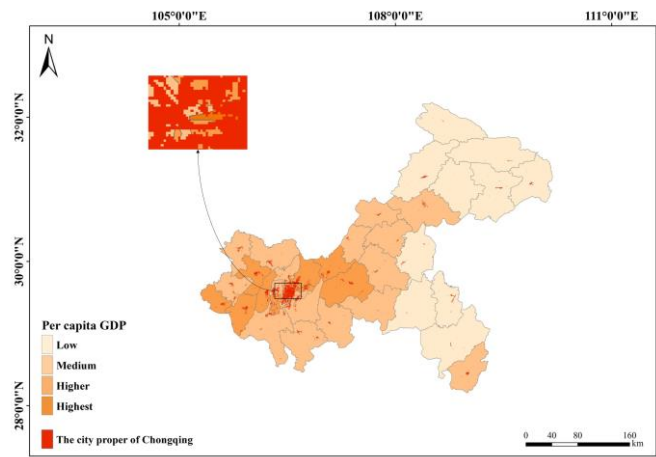 105°0'0"E 108°0'0"E 111°0'0"E
N
32°0'0"N
30°0'0"N
28°0'0"N
Per capita GDP
Low
Medium
Higher
Highest
The city proper of Chongqing
0 40 80 160
km